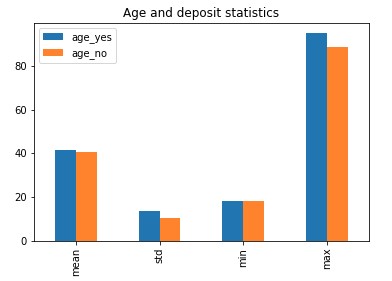 Age and deposit statistics
age_yes
age_no
80
60
40
20
0
mean
std
min
max